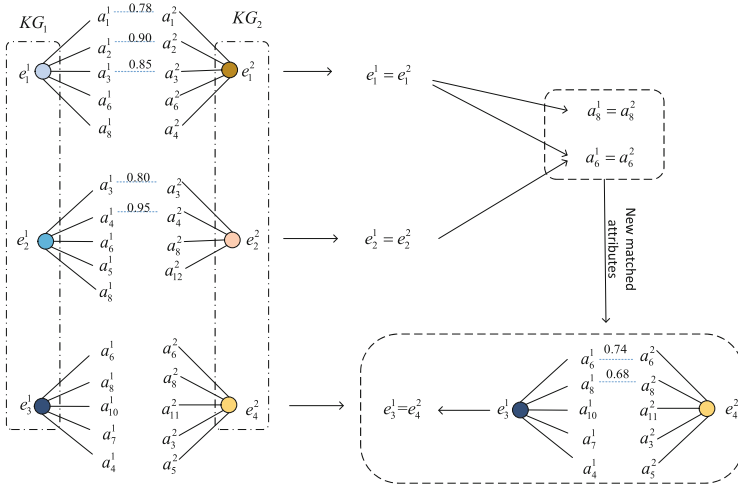 KG₁
KG₂
a₁¹ 0.78 a₁²
a₂¹ 0.90 a₂²
e₁¹ a₃¹ 0.85 a₃² e₁²
a₆¹ a₆²
a₈¹ a₄²
e₁¹ = e₁²
a₈¹ = a₈²
a₆¹ = a₆²
a₃¹ 0.80 a₃²
a₄¹ 0.95 a₄²
e₂¹ a₆¹ a₈² e₂²
a₅¹ a₁₂²
a₈¹
e₂¹ = e₂²
New matched
attributes
a₆¹ a₆²
a₈¹ a₈²
e₃¹ a₁₀¹ a₁₁² e₄²
a₇¹ a₃²
a₄¹ a₅²
e₃¹=e₄²
a₆¹ 0.74 a₆²
a₈¹ 0.68 a₈²
e₃¹ a₁₀¹ a₁₁² e₄²
a₇¹ a₃²
a₄¹ a₅²